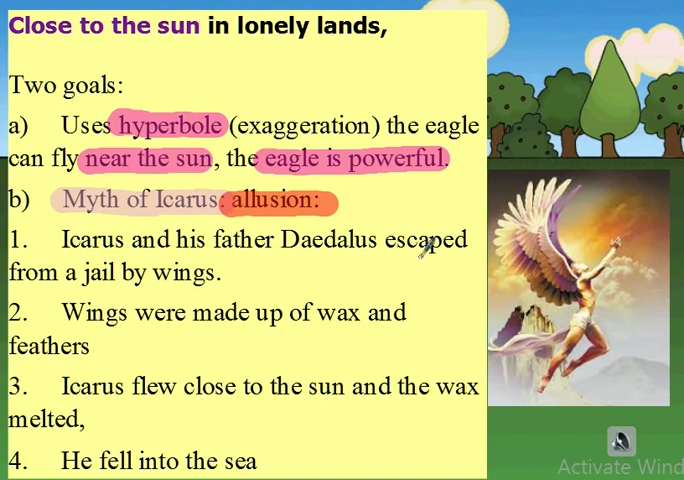 Close to the sun in lonely lands,
Two goals:
a) Uses hyperbole (exaggeration) the eagle
can fly near the sun, the eagle is powerful.
b) Myth of Icarus: allusion:
1. Icarus and his father Daedalus escaped
from a jail by wings.
2. Wings were made up of wax and
feathers
3. Icarus flew close to the sun and the wax
melted,
4. He fell into the sea
Activate Wind